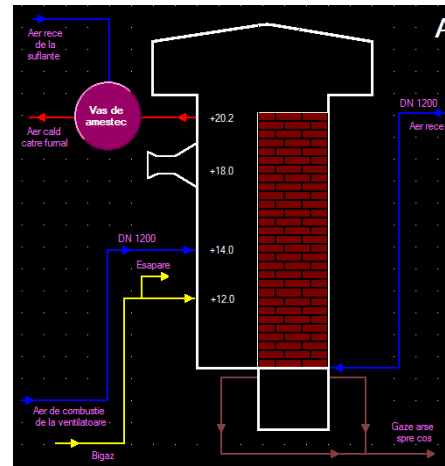 Aer rece
de la
suflante
A
Vas de
amestec
+20.2
DN 1200
Aer rece
Aer cald
catre furnal
+18.0
DN 1200
+14.0
Esapare
+12.0
Aer de combustie
de la ventilatoare
Gaze arse
spre cos
Bigaz